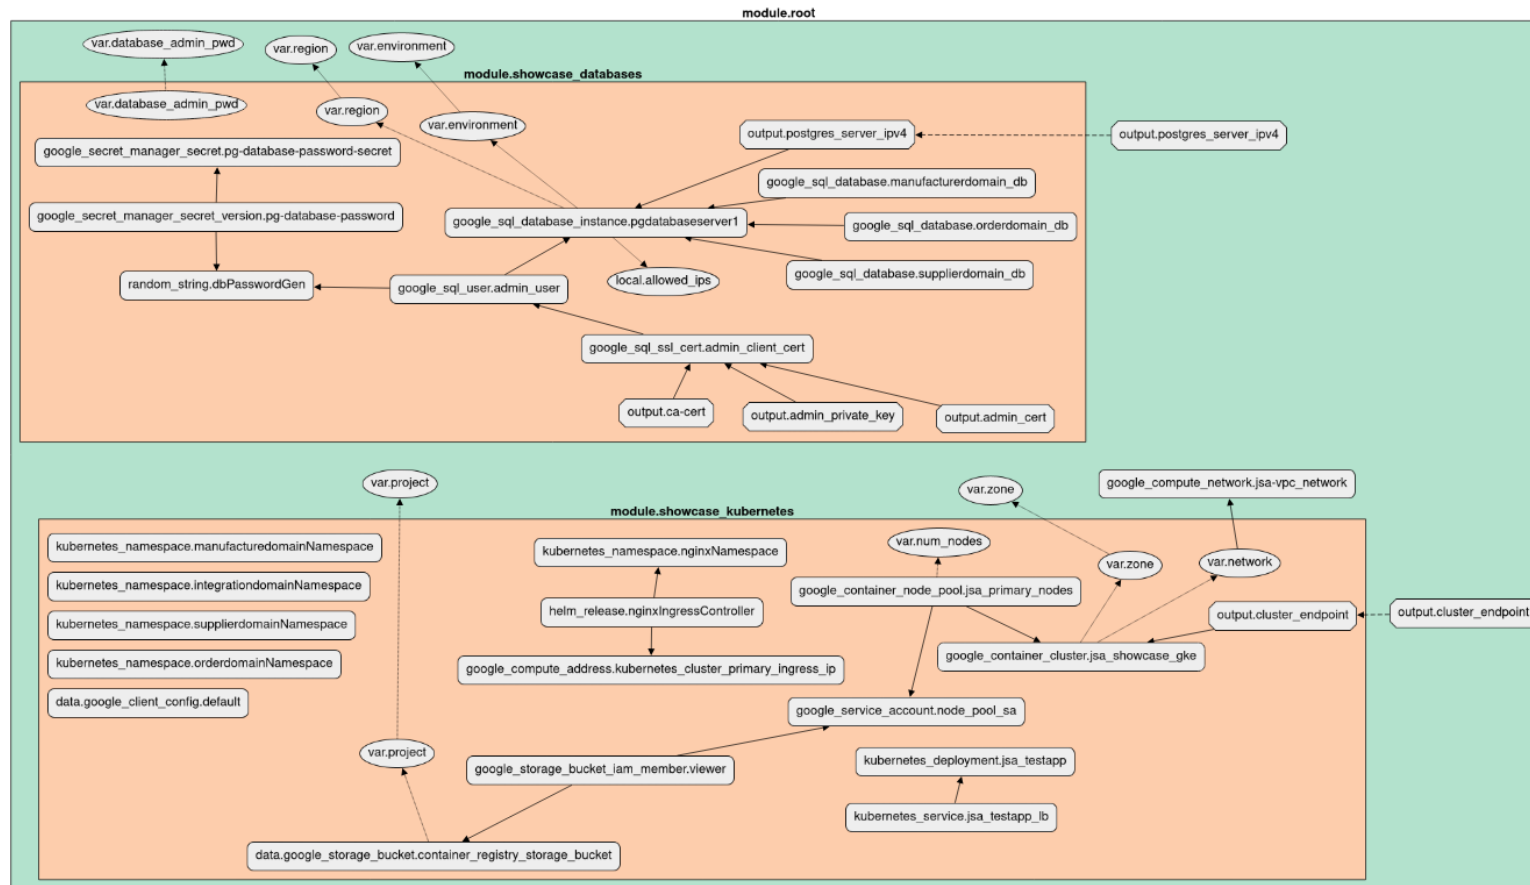 module.root
var.database_admin_pwd
var.region
var.environment
module.showcase_databases
var.database_admin_pwd
var.region
var.environment
output.postgres_server_ipv4
output.postgres_server_ipv4
google_secret_manager_secret.pg-database-password-secret
google_sql_database.manufacturerdomain_db
google_secret_manager_secret_version.pg-database-password
google_sql_database_instance.pgdatabaseserver1
google_sql_database.orderdomain_db
google_sql_database.supplierdomain_db
random_string.dbPasswordGen
google_sql_user.admin_user
local.allowed_ips
google_sql_ssl_cert.admin_client_cert
output.ca-cert
output.admin_private_key
output.admin_cert
var.project
var.zone
google_compute_network.jsa-vpc_network
module.showcase_kubernetes
kubernetes_namespace.manufacturedomainNamespace
kubernetes_namespace.nginxNamespace
var.num_nodes
var.zone
var.network
kubernetes_namespace.integrationdomainNamespace
google_container_node_pool.jsa_primary_nodes
helm_release.nginxIngressController
output.cluster_endpoint
output.cluster_endpoint
kubernetes_namespace.supplierdomainNamespace
google_container_cluster.jsa_showcase_gke
kubernetes_namespace.orderdomainNamespace
google_compute_address.kubernetes_cluster_primary_ingress_ip
data.google_client_config.default
google_service_account.node_pool_sa
var.project
google_storage_bucket_iam_member.viewer
kubernetes_deployment.jsa_testapp
kubernetes_service.jsa_testapp_lb
data.google_storage_bucket.container_registry_storage_bucket